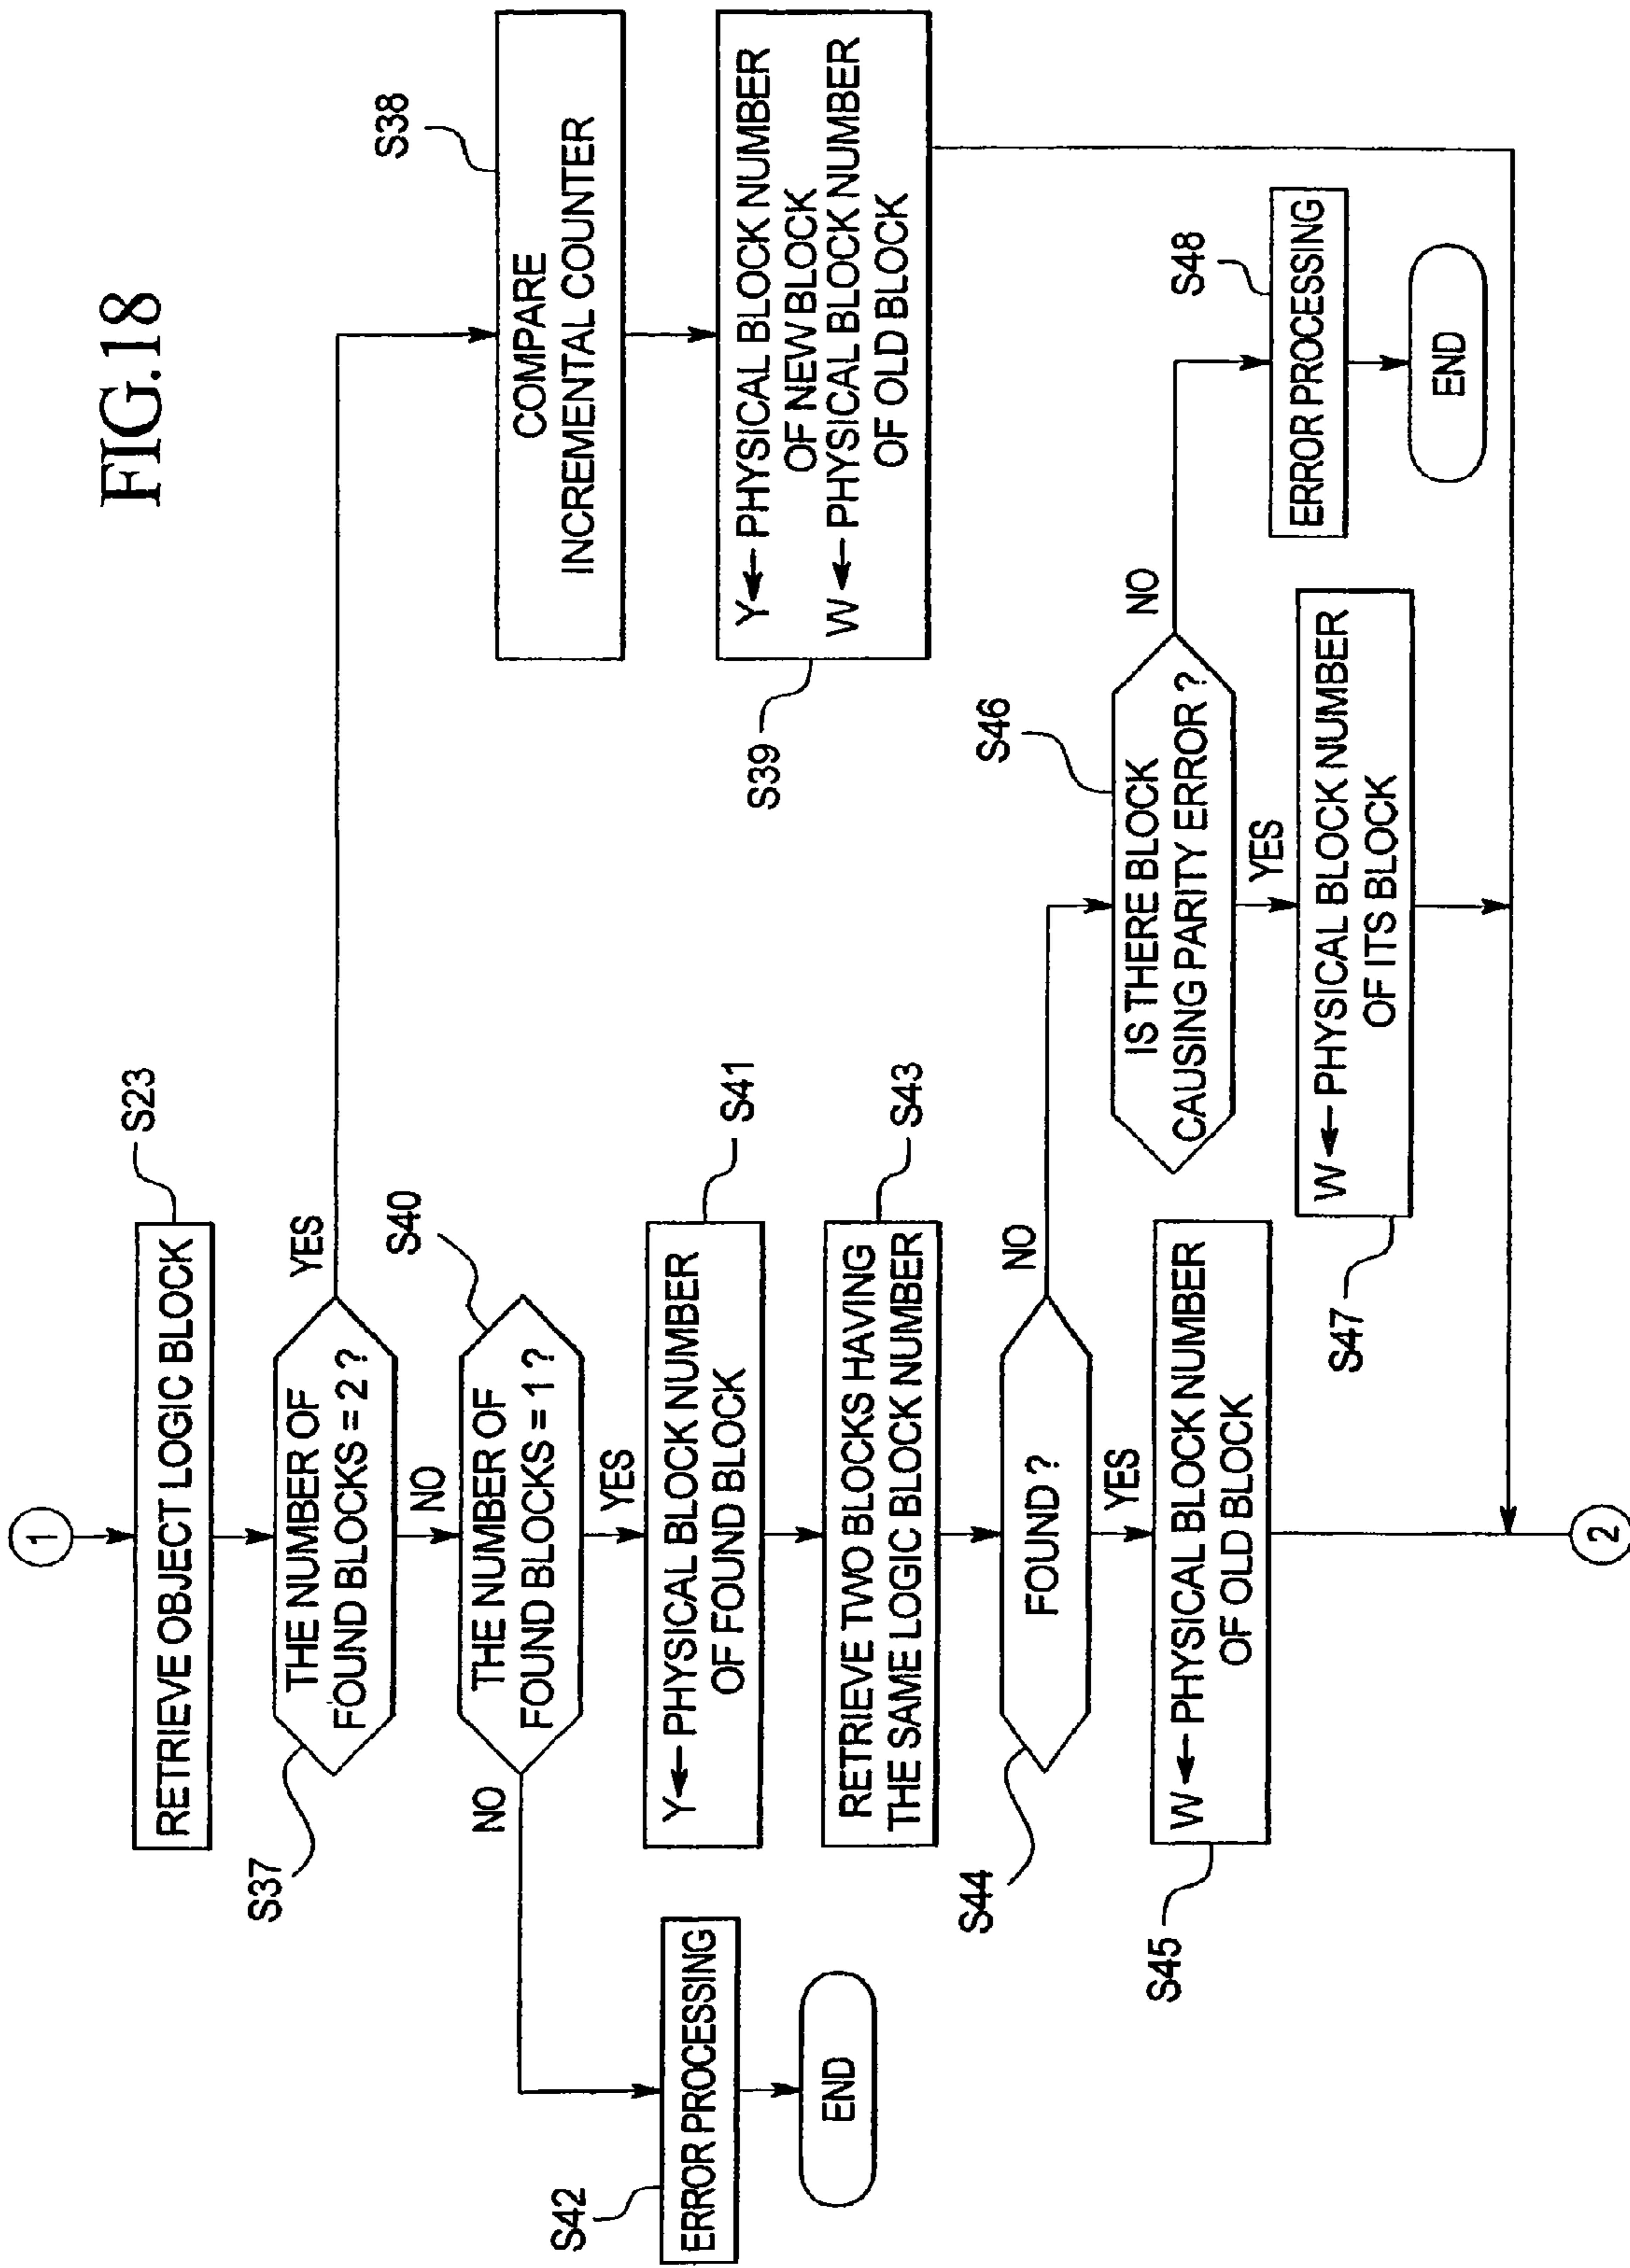 FIG.18
1
RETRIEVE OBJECT LOGIC BLOCK
S23
THE NUMBER OF
FOUND BLOCKS = 2 ?
S37
YES
NO
COMPARE
INCREMENTAL COUNTER
S38
Y ← PHYSICAL BLOCK NUMBER
OF NEW BLOCK
W ← PHYSICAL BLOCK NUMBER
OF OLD BLOCK
S39
THE NUMBER OF
FOUND BLOCKS = 1 ?
S40
NO
YES
ERROR PROCESSING
S42
END
Y ← PHYSICAL BLOCK NUMBER
OF FOUND BLOCK
S41
RETRIEVE TWO BLOCKS HAVING
THE SAME LOGIC BLOCK NUMBER
S43
FOUND ?
S44
NO
YES
W ← PHYSICAL BLOCK NUMBER
OF OLD BLOCK
S45
IS THERE BLOCK
CAUSING PARITY ERROR ?
S46
NO
YES
W ← PHYSICAL BLOCK NUMBER
OF ITS BLOCK
S47
ERROR PROCESSING
S48
END
2